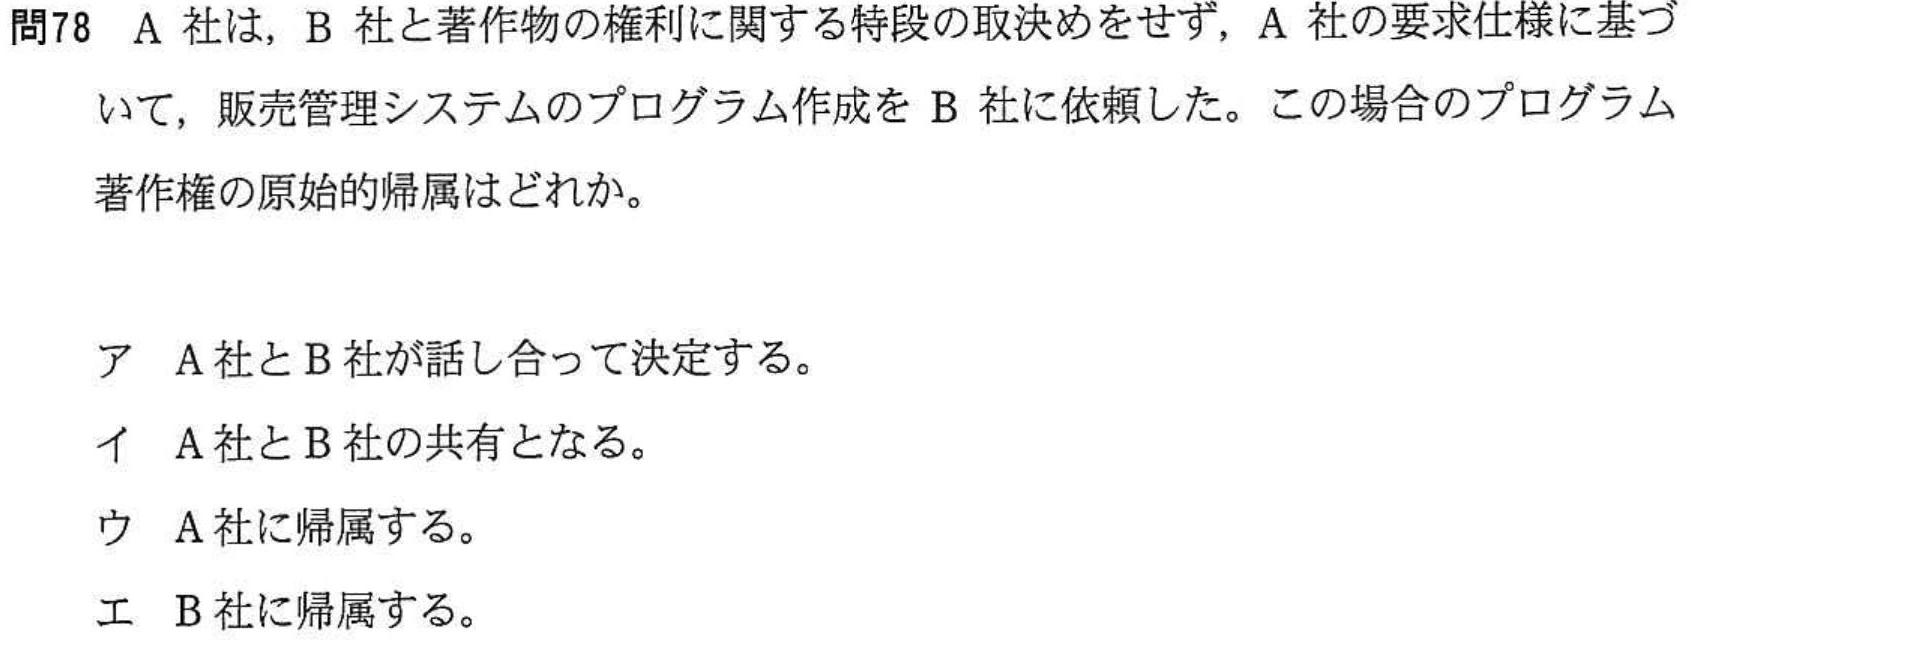 問78　A 社は，B 社と著作物の権利に関する特段の取決めをせず，A 社の要求仕様に基づ
いて，販売管理システムのプログラム作成を B 社に依頼した。この場合のプログラム
著作権の原始的帰属はどれか。
ア　A 社と B 社が話し合って決定する。
イ　A 社と B 社の共有となる。
ウ　A 社に帰属する。
エ　B 社に帰属する。